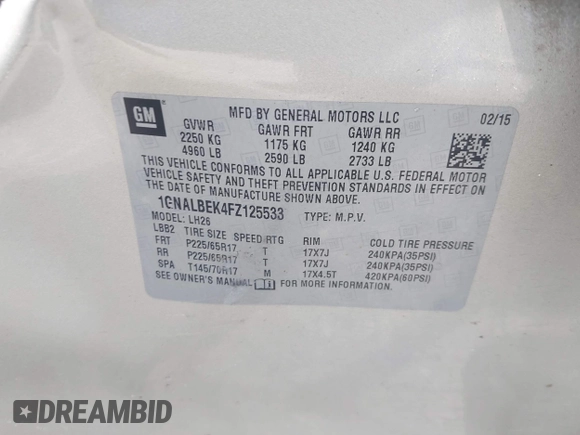 GM
MFD BY GENERAL MOTORS LLC 02/15
GVWR GAWR FRT GAWR RR
2250 KG 1175 KG 1240 KG
4960 LB 2590 LB 2733 LB
THIS VEHICLE CONFORMS TO ALL APPLICABLE U.S. FEDERAL MOTOR
VEHICLE SAFETY AND THEFT PREVENTION STANDARDS IN EFFECT ON
THE DATE OF MANUFACTURE SHOWN ABOVE.
1GNALBEK4FZ125533 TYPE: M.P.V.
MODEL: LH26
LBB2 TIRE SIZE SPEED RTG RIM COLD TIRE PRESSURE
FRT P225/65R17 T 17X7J 240KPA(35PSI)
RR P225/65R17 T 17X7J 240KPA(35PSI)
SPA T145/70R17 M 17X4.5T 420KPA(60PSI)
SEE OWNER'S MANUAL FOR MORE INFORMATION.
DREAMBID